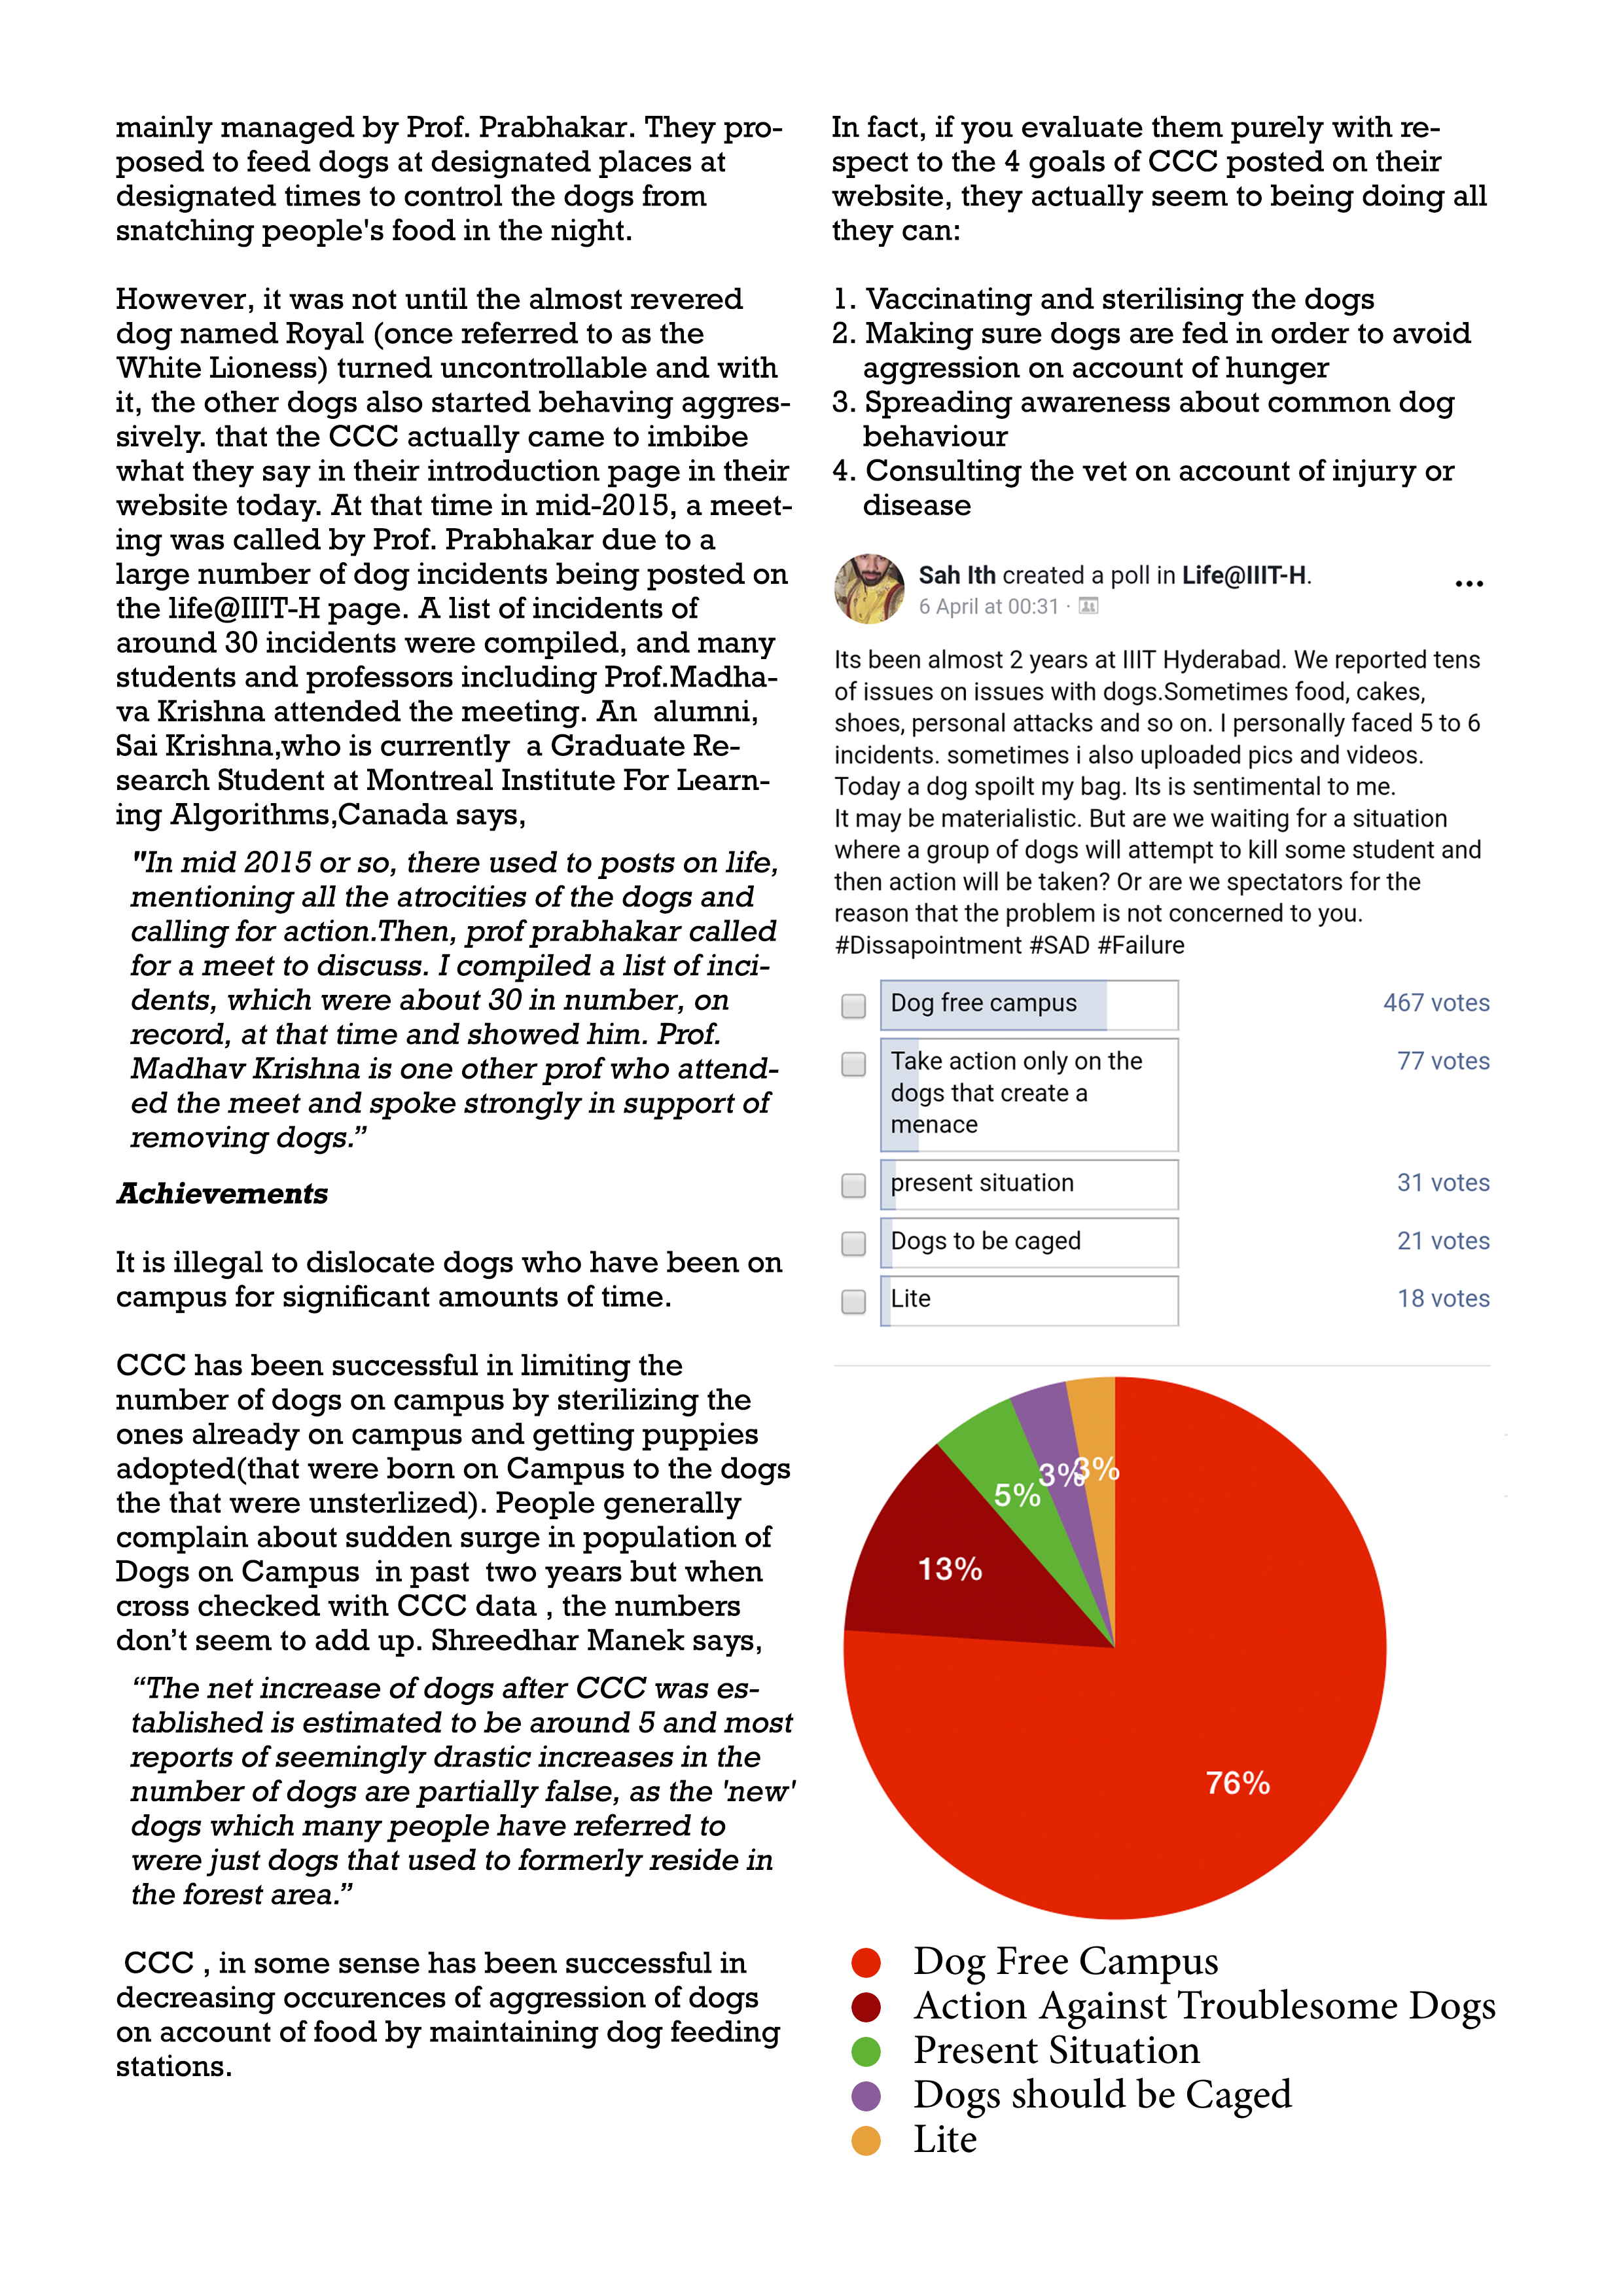 mainly managed by Prof. Prabhakar. They pro-
posed to feed dogs at designated places at
designated times to control the dogs from
snatching people's food in the night.
However, it was not until the almost revered
dog named Royal (once referred to as the
White Lioness) turned uncontrollable and with
it, the other dogs also started behaving aggres-
sively. that the CCC actually came to imbibe
what they say in their introduction page in their
website today. At that time in mid-2015, a meet-
ing was called by Prof. Prabhakar due to a
large number of dog incidents being posted on
the life@IIIT-H page. A list of incidents of
around 30 incidents were compiled, and many
students and professors including Prof.Madha-
va Krishna attended the meeting. An  alumni,
Sai Krishna,who is currently  a Graduate Re-
search Student at Montreal Institute For Learn-
ing Algorithms,Canada says,
"In mid 2015 or so, there used to posts on life,
mentioning all the atrocities of the dogs and
calling for action.Then, prof prabhakar called
for a meet to discuss. I compiled a list of inci-
dents, which were about 30 in number, on
record, at that time and showed him. Prof.
Madhav Krishna is one other prof who attend-
ed the meet and spoke strongly in support of
removing dogs.”
Achievements
It is illegal to dislocate dogs who have been on
campus for significant amounts of time.
CCC has been successful in limiting the
number of dogs on campus by sterilizing the
ones already on campus and getting puppies
adopted(that were born on Campus to the dogs
the that were unsterlized). People generally
complain about sudden surge in population of
Dogs on Campus  in past  two years but when
cross checked with CCC data , the numbers
don’t seem to add up. Shreedhar Manek says,
“The net increase of dogs after CCC was es-
tablished is estimated to be around 5 and most
reports of seemingly drastic increases in the
number of dogs are partially false, as the 'new'
dogs which many people have referred to
were just dogs that used to formerly reside in
the forest area.”
CCC , in some sense has been successful in
decreasing occurences of aggression of dogs
on account of food by maintaining dog feeding
stations.
In fact, if you evaluate them purely with re-
spect to the 4 goals of CCC posted on their
website, they actually seem to being doing all
they can:
1. Vaccinating and sterilising the dogs
2. Making sure dogs are fed in order to avoid
aggression on account of hunger
3. Spreading awareness about common dog
behaviour
4. Consulting the vet on account of injury or
disease
Sah Ith created a poll in Life@IIIT-H.
6 April at 00:31 ·
Its been almost 2 years at IIIT Hyderabad. We reported tens
of issues on issues with dogs.Sometimes food, cakes,
shoes, personal attacks and so on. I personally faced 5 to 6
incidents. sometimes i also uploaded pics and videos.
Today a dog spoilt my bag. Its is sentimental to me.
It may be materialistic. But are we waiting for a situation
where a group of dogs will attempt to kill some student and
then action will be taken? Or are we spectators for the
reason that the problem is not concerned to you.
#Dissapointment #SAD #Failure
Dog free campus 467 votes
Take action only on the 77 votes
dogs that create a
menace
present situation 31 votes
Dogs to be caged 21 votes
Lite 18 votes
3% 3%
5%
13%
76%
Dog Free Campus
Action Against Troublesome Dogs
Present Situation
Dogs should be Caged
Lite